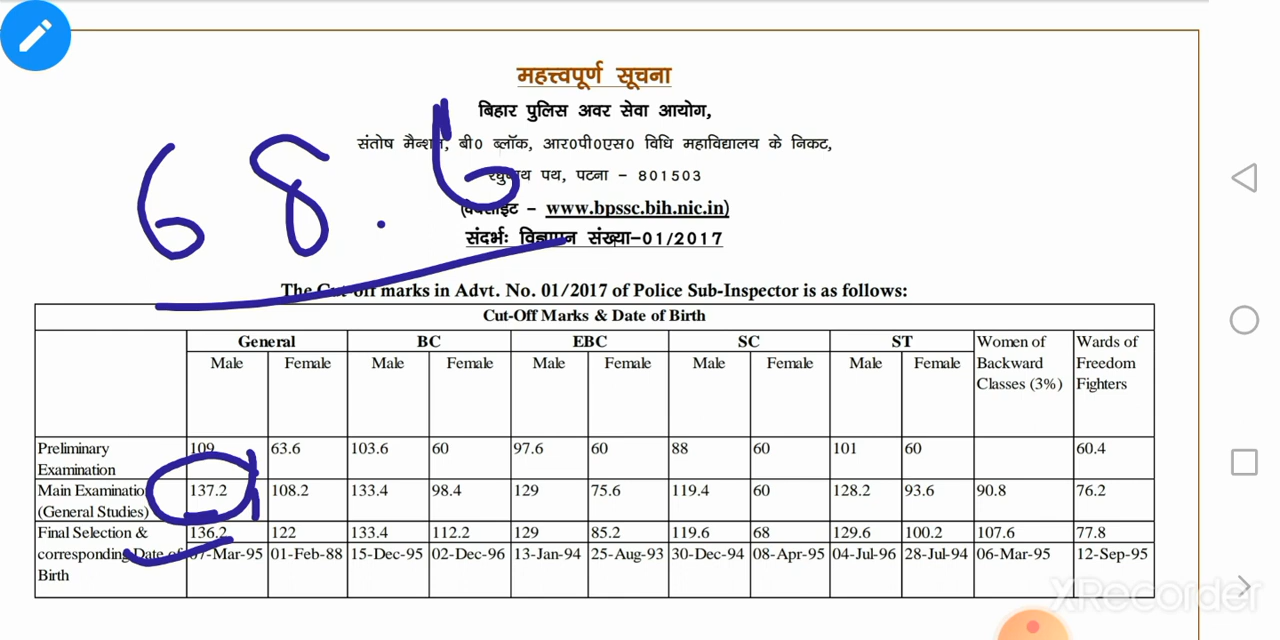 महत्त्वपूर्ण सूचना
बिहार पुलिस अवर सेवा आयोग,
संतोष मैन्शन, बी० ब्लॉक, आर०पी०एस० विधि महाविद्यालय के निकट,
रघुनाथ पथ, पटना - 801503
(वेबसाईट - www.bpssc.bih.nic.in)
संदर्भः विज्ञापन संख्या-01/2017
68.6
The Cut-off marks in Advt. No. 01/2017 of Police Sub-Inspector is as follows:
Cut-Off Marks & Date of Birth
General BC EBC SC ST Women of Backward Classes (3%) Wards of Freedom Fighters
Male Female Male Female Male Female Male Female Male Female
Preliminary Examination 109 63.6 103.6 60 97.6 60 88 60 101 60 60.4
Main Examination (General Studies) 137.2 108.2 133.4 98.4 129 75.6 119.4 60 128.2 93.6 90.8 76.2
Final Selection & 136.2 122 133.4 112.2 129 85.2 119.6 68 129.6 100.2 107.6 77.8
corresponding Date of Birth 07-Mar-95 01-Feb-88 15-Dec-95 02-Dec-96 13-Jan-94 25-Aug-93 30-Dec-94 08-Apr-95 04-Jul-96 28-Jul-94 06-Mar-95 12-Sep-95
XRecorder